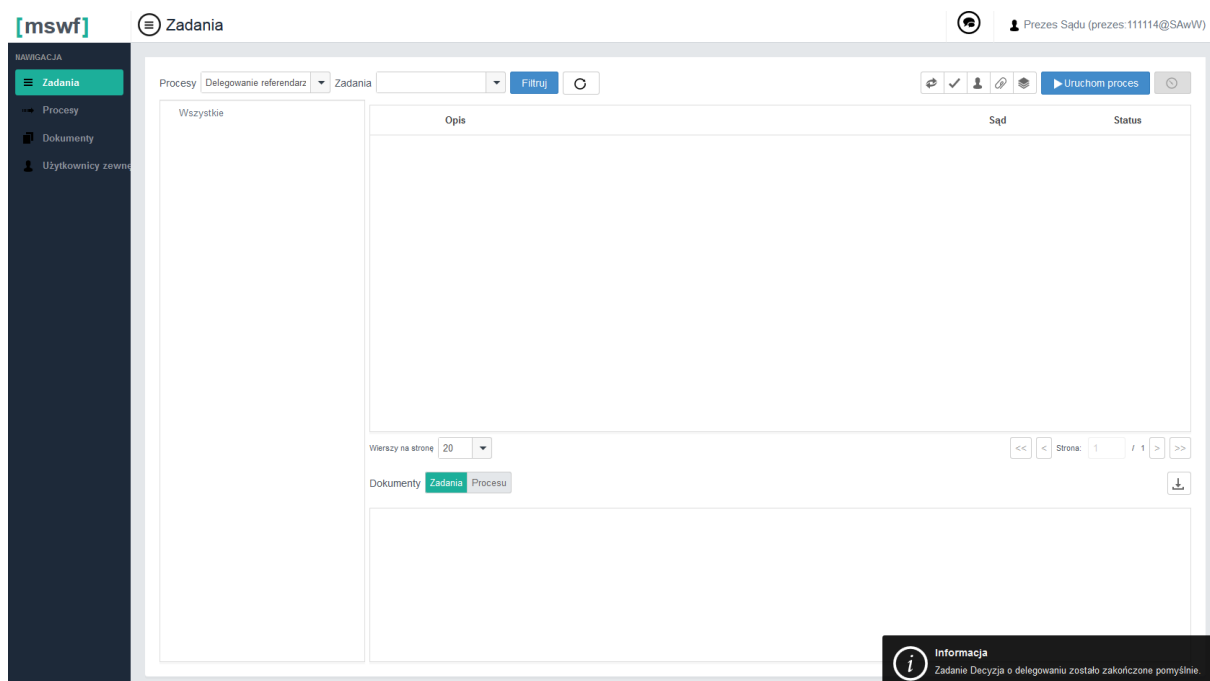 [mswf]
Zadania
Prezes Sądu (prezes:111114@SAwW)
NAWIGACJA
Zadania
Procesy
Dokumenty
Użytkownicy zewnę
Procesy Delegowanie referendarz Zadania Filtruj Uruchom proces
Wszystkie
Opis Sąd Status
Wierszy na stronę 20 << < Strona: 1 / 1 > >>
Dokumenty Zadania Procesu
Informacja
Zadanie Decyzja o delegowaniu zostało zakończone pomyślnie.